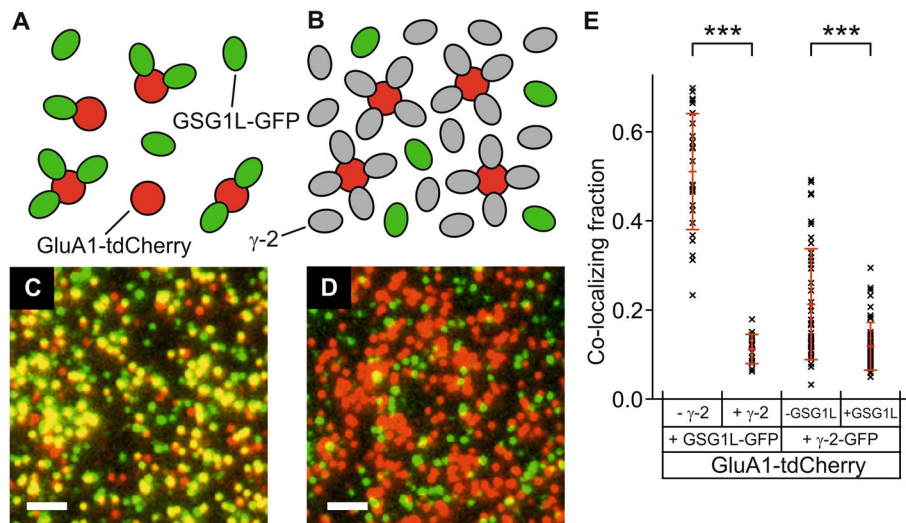 A
B
E
GSG1L-GFP
GluA1-tdCherry
γ-2
C
D
*** ***
Co-localizing fraction
0.6
0.4
0.2
0.0
- γ-2 + γ-2 -GSG1L +GSG1L
+ GSG1L-GFP + γ-2-GFP
GluA1-tdCherry